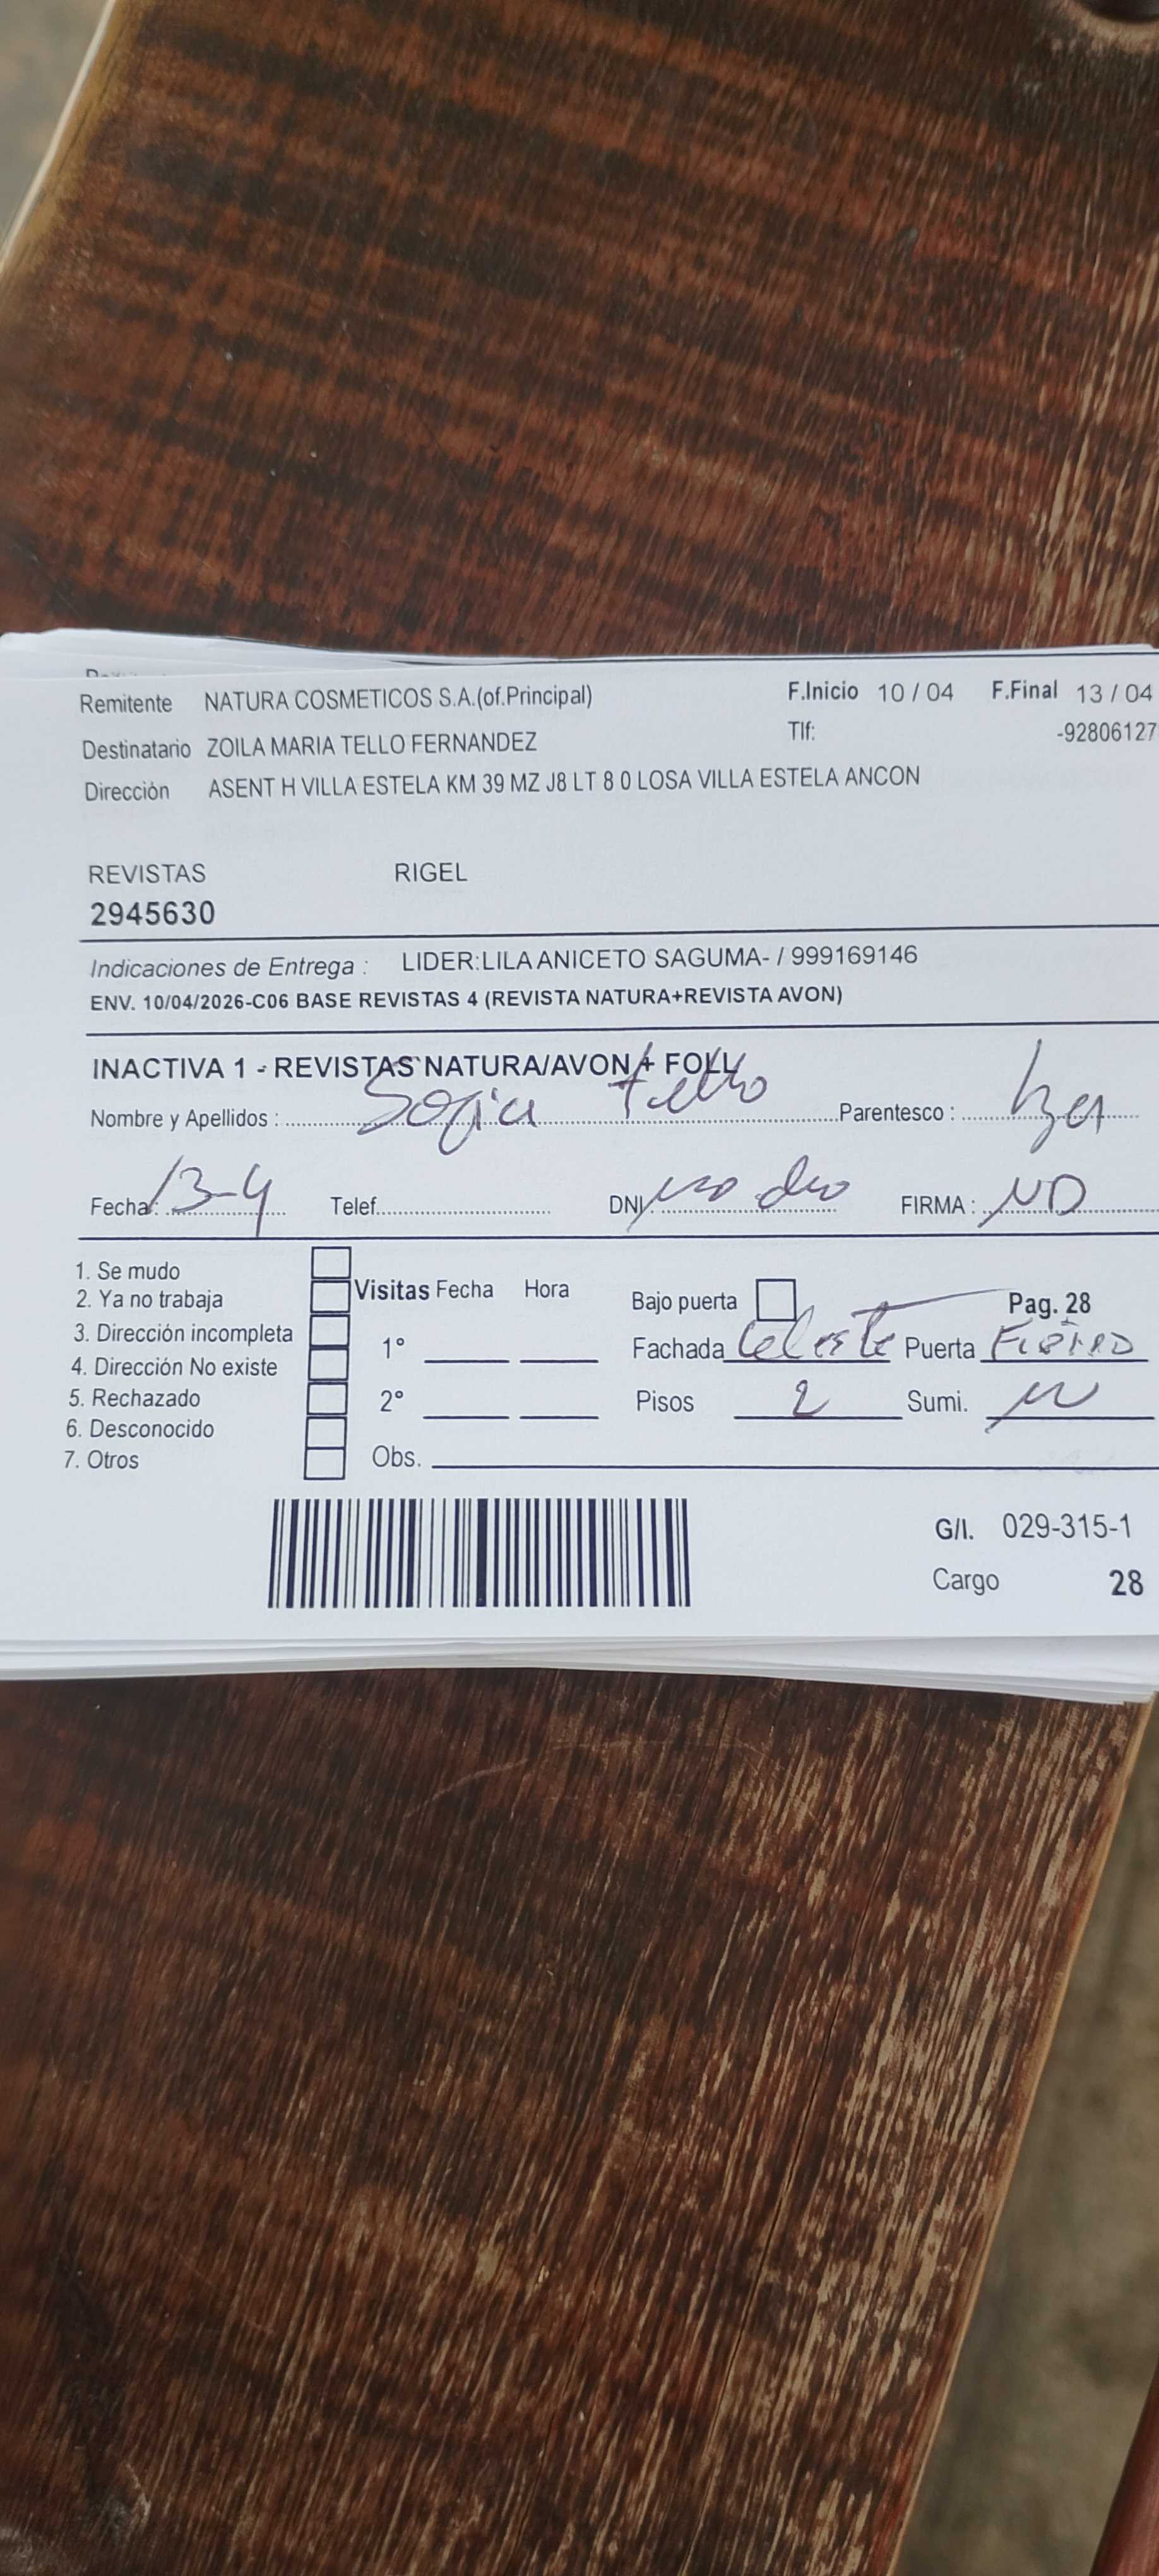 Remitente NATURA COSMETICOS S.A.(of.Principal) F.Inicio 10 / 04 F.Final 13 / 04
Destinatario ZOILA MARIA TELLO FERNANDEZ Tlf: -92806127
Dirección ASENT H VILLA ESTELA KM 39 MZ J8 LT 8 0 LOSA VILLA ESTELA ANCON
REVISTAS RIGEL
2945630
Indicaciones de Entrega : LIDER:LILA ANICETO SAGUMA- / 999169146
ENV. 10/04/2026-C06 BASE REVISTAS 4 (REVISTA NATURA+REVISTA AVON)
INACTIVA 1 - REVISTAS NATURA/AVON + FOLL
Nombre y Apellidos : Sofia Tello Parentesco :
Fecha: 13-4 Telef. DNI: no dio FIRMA : ND
1. Se mudo
2. Ya no trabaja Visitas Fecha Hora Bajo puerta Pag. 28
3. Dirección incompleta 1° Fachada Celeste Puerta Fierro
4. Dirección No existe
5. Rechazado 2° Pisos 2 Sumi.
6. Desconocido
7. Otros Obs.
G/I. 029-315-1
Cargo 28